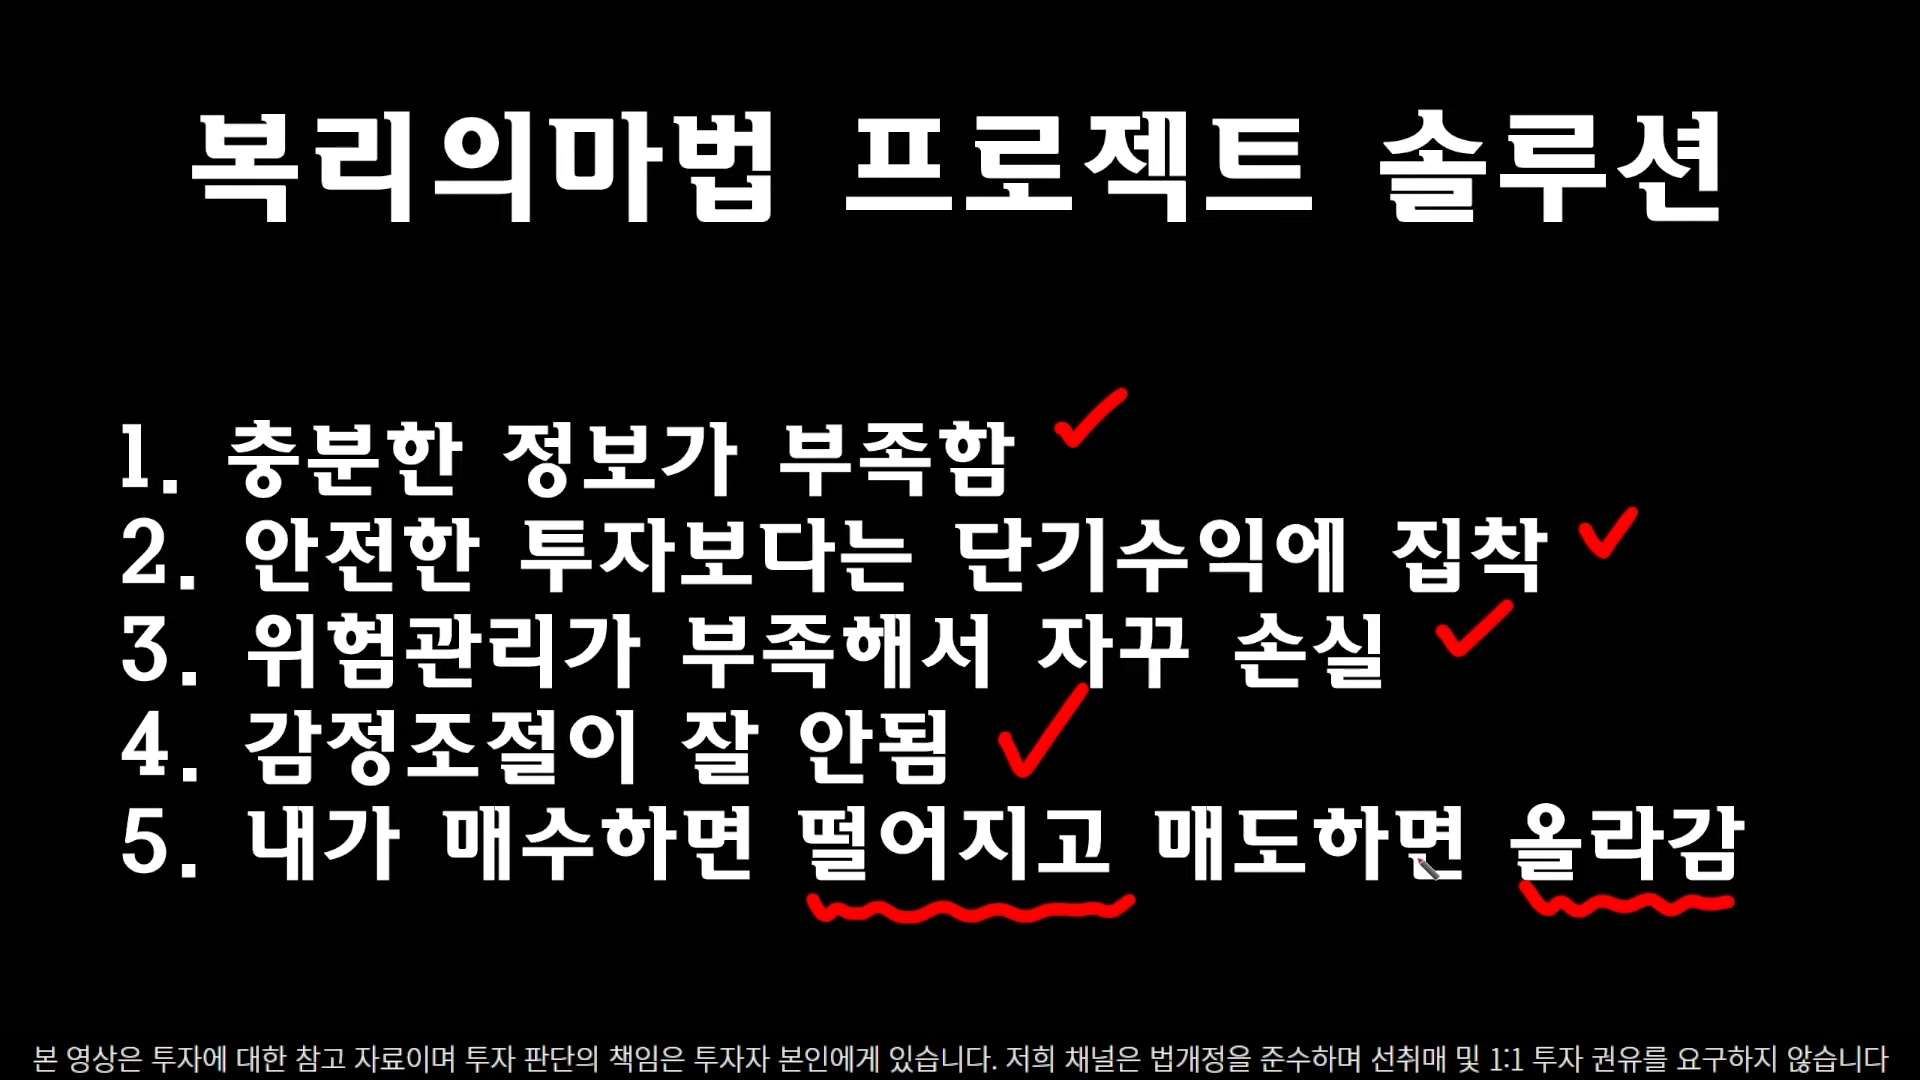 복리의마법 프로젝트 솔루션
1. 충분한 정보가 부족함
2. 안전한 투자보다는 단기수익에 집착
3. 위험관리가 부족해서 자꾸 손실
4. 감정조절이 잘 안됨
5. 내가 매수하면 떨어지고 매도하면 올라감
본 영상은 투자에 대한 참고 자료이며 투자 판단의 책임은 투자자 본인에게 있습니다. 저희 채널은 법개정을 준수하며 선취매 및 1:1 투자 권유를 요구하지 않습니다